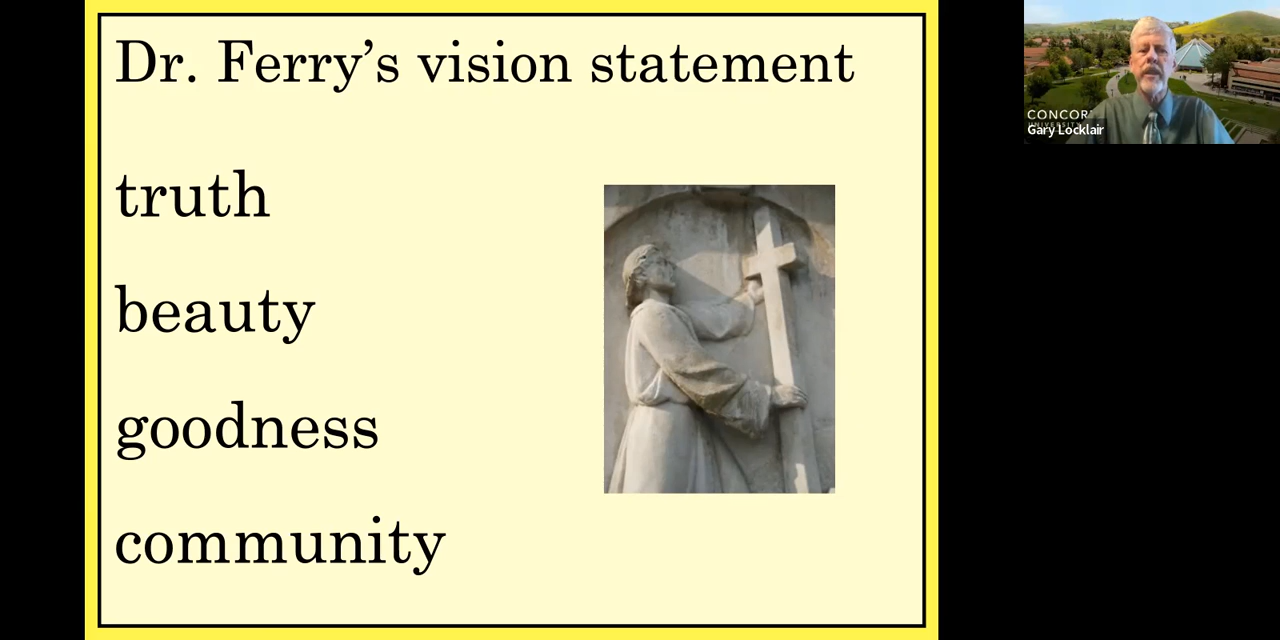 Dr. Ferry’s vision statement
truth
beauty
goodness
community
CONCOR
Gary Locklair